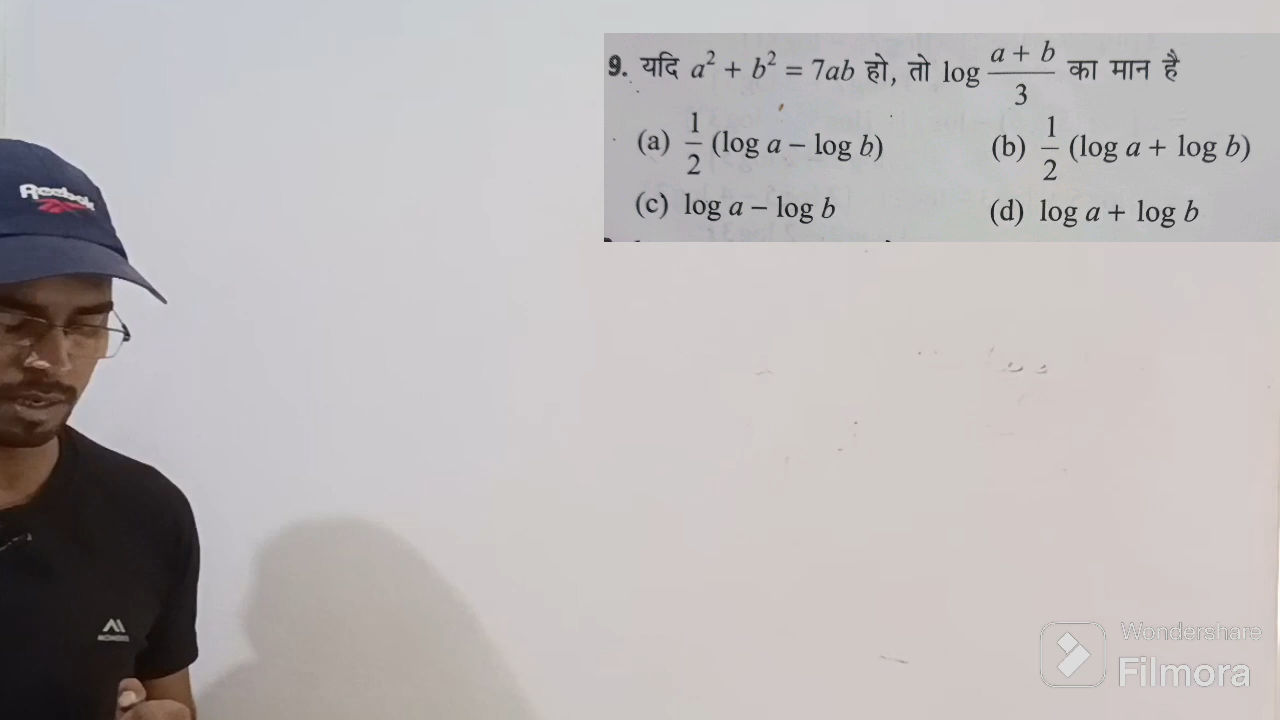 9. यदि a² + b² = 7ab हो, तो log (a + b)/3 का मान है
(a) 1/2 (log a – log b) (b) 1/2 (log a + log b)
(c) log a – log b (d) log a + log b
Reebok
Wondershare
Filmora